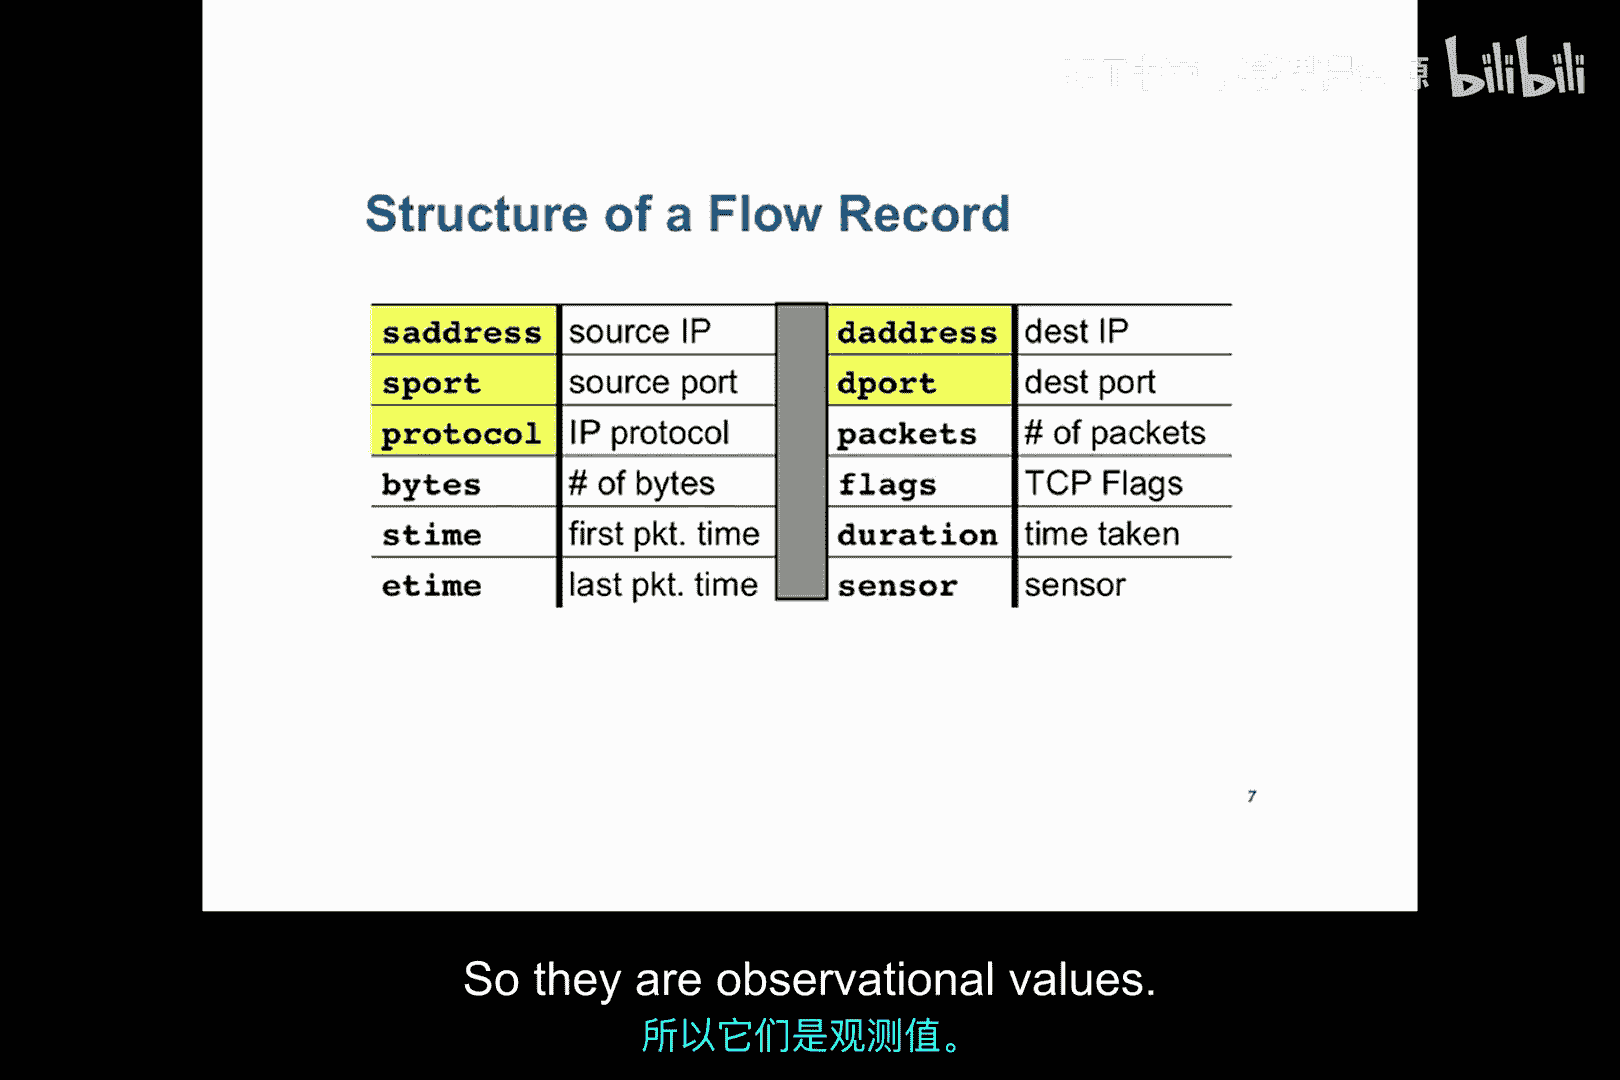 bilibili
Structure of a Flow Record
saddress source IP daddress dest IP
sport source port dport dest port
protocol IP protocol packets # of packets
bytes # of bytes flags TCP Flags
stime first pkt. time duration time taken
etime last pkt. time sensor sensor
7
So they are observational values.
所以它们是观测值。